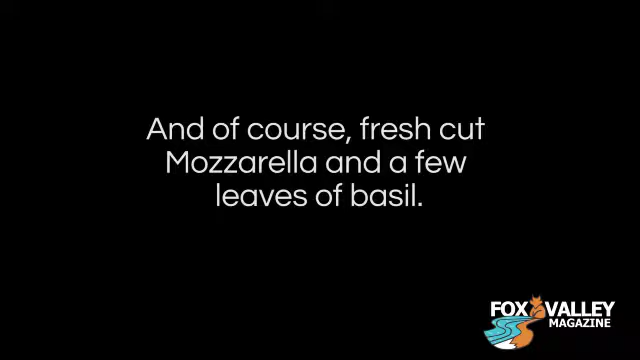 And of course, fresh cut
Mozzarella and a few
leaves of basil.
FOX VALLEY
MAGAZINE